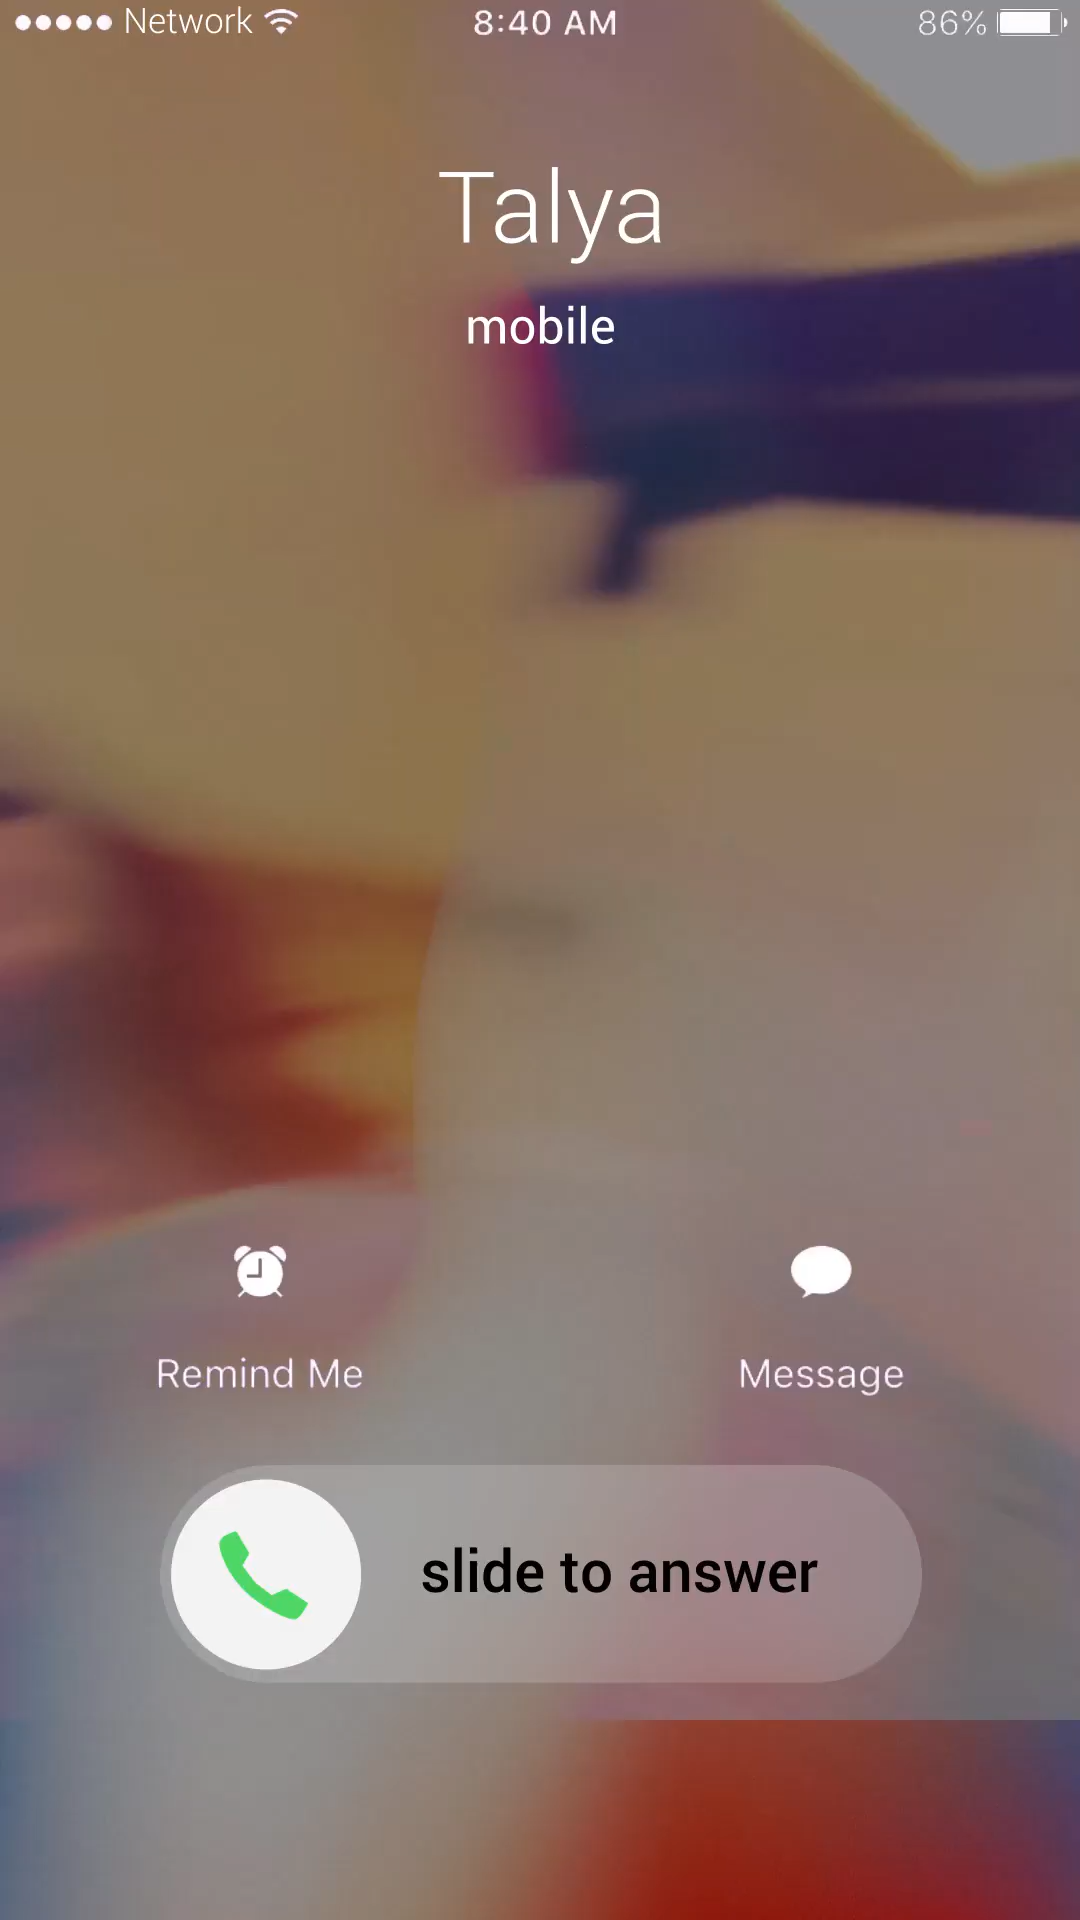 Network 8:40 AM 86%
Talya
mobile
Remind Me Message
slide to answer